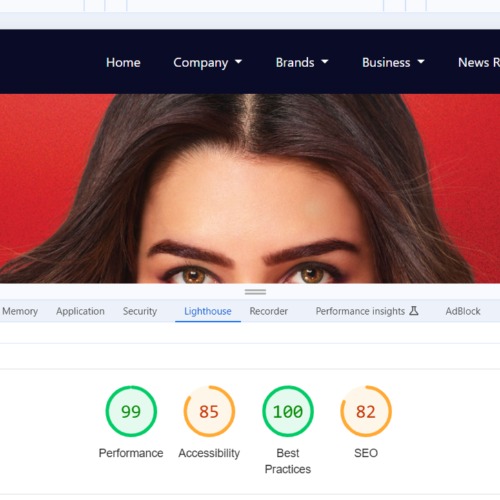 Home Company Brands Business News R
Memory Application Security Lighthouse Recorder Performance insights AdBlock
99 85 100 82
Performance Accessibility Best Practices SEO